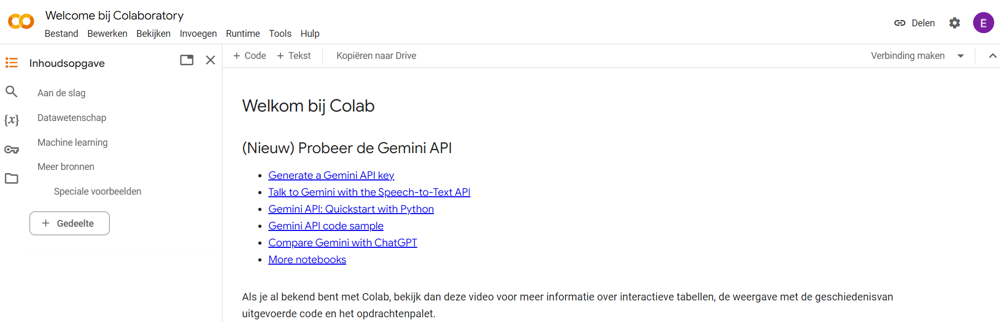 Welcome bij Colaboratory
Bestand Bewerken Bekijken Invoegen Runtime Tools Hulp
Delen
E
Inhoudsopgave
Aan de slag
Datawetenschap
Machine learning
Meer bronnen
Speciale voorbeelden
+ Gedeelte
+ Code + Tekst Kopiëren naar Drive
Verbinding maken
{x}
Welkom bij Colab
(Nieuw) Probeer de Gemini API
• Generate a Gemini API key
• Talk to Gemini with the Speech-to-Text API
• Gemini API: Quickstart with Python
• Gemini API code sample
• Compare Gemini with ChatGPT
• More notebooks
Als je al bekend bent met Colab, bekijk dan deze video voor meer informatie over interactieve tabellen, de weergave met de geschiedenisvan
uitgevoerde code en het opdrachtenpalet.